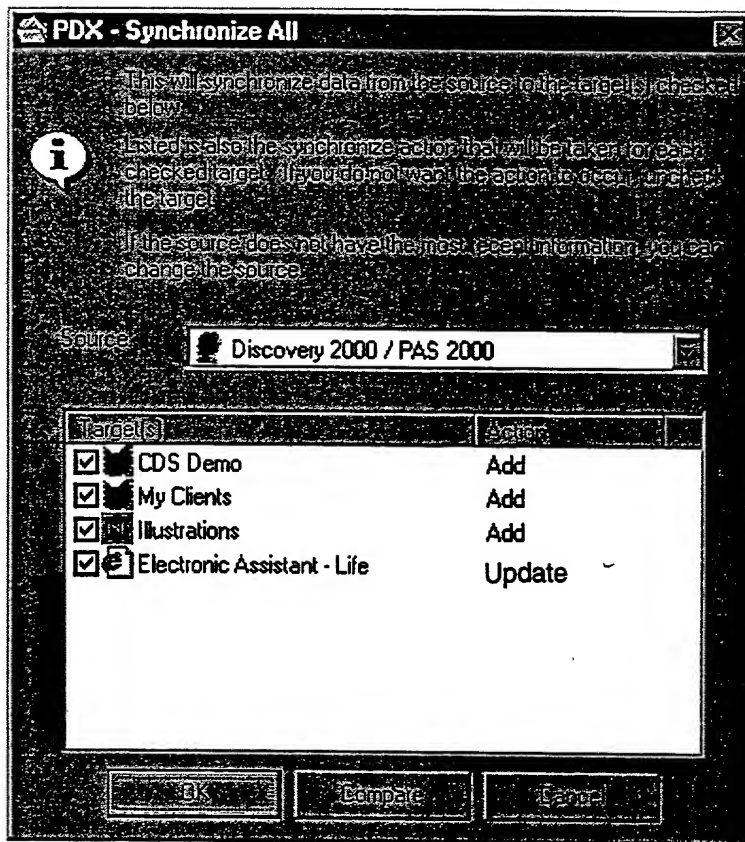 PDX - Synchronize All
This will synchronize data from the source to the target(s) checked
below.
Listed is also the synchronize action that will be taken for each
checked target. If you do not want the action to occur, uncheck
the target.
If the source does not have the most recent information, you can
change the source.
Source
Discovery 2000 / PAS 2000
Target(s) Action
CDS Demo Add
My Clients Add
Illustrations Add
Electronic Assistant - Life Update
OK Compare Cancel